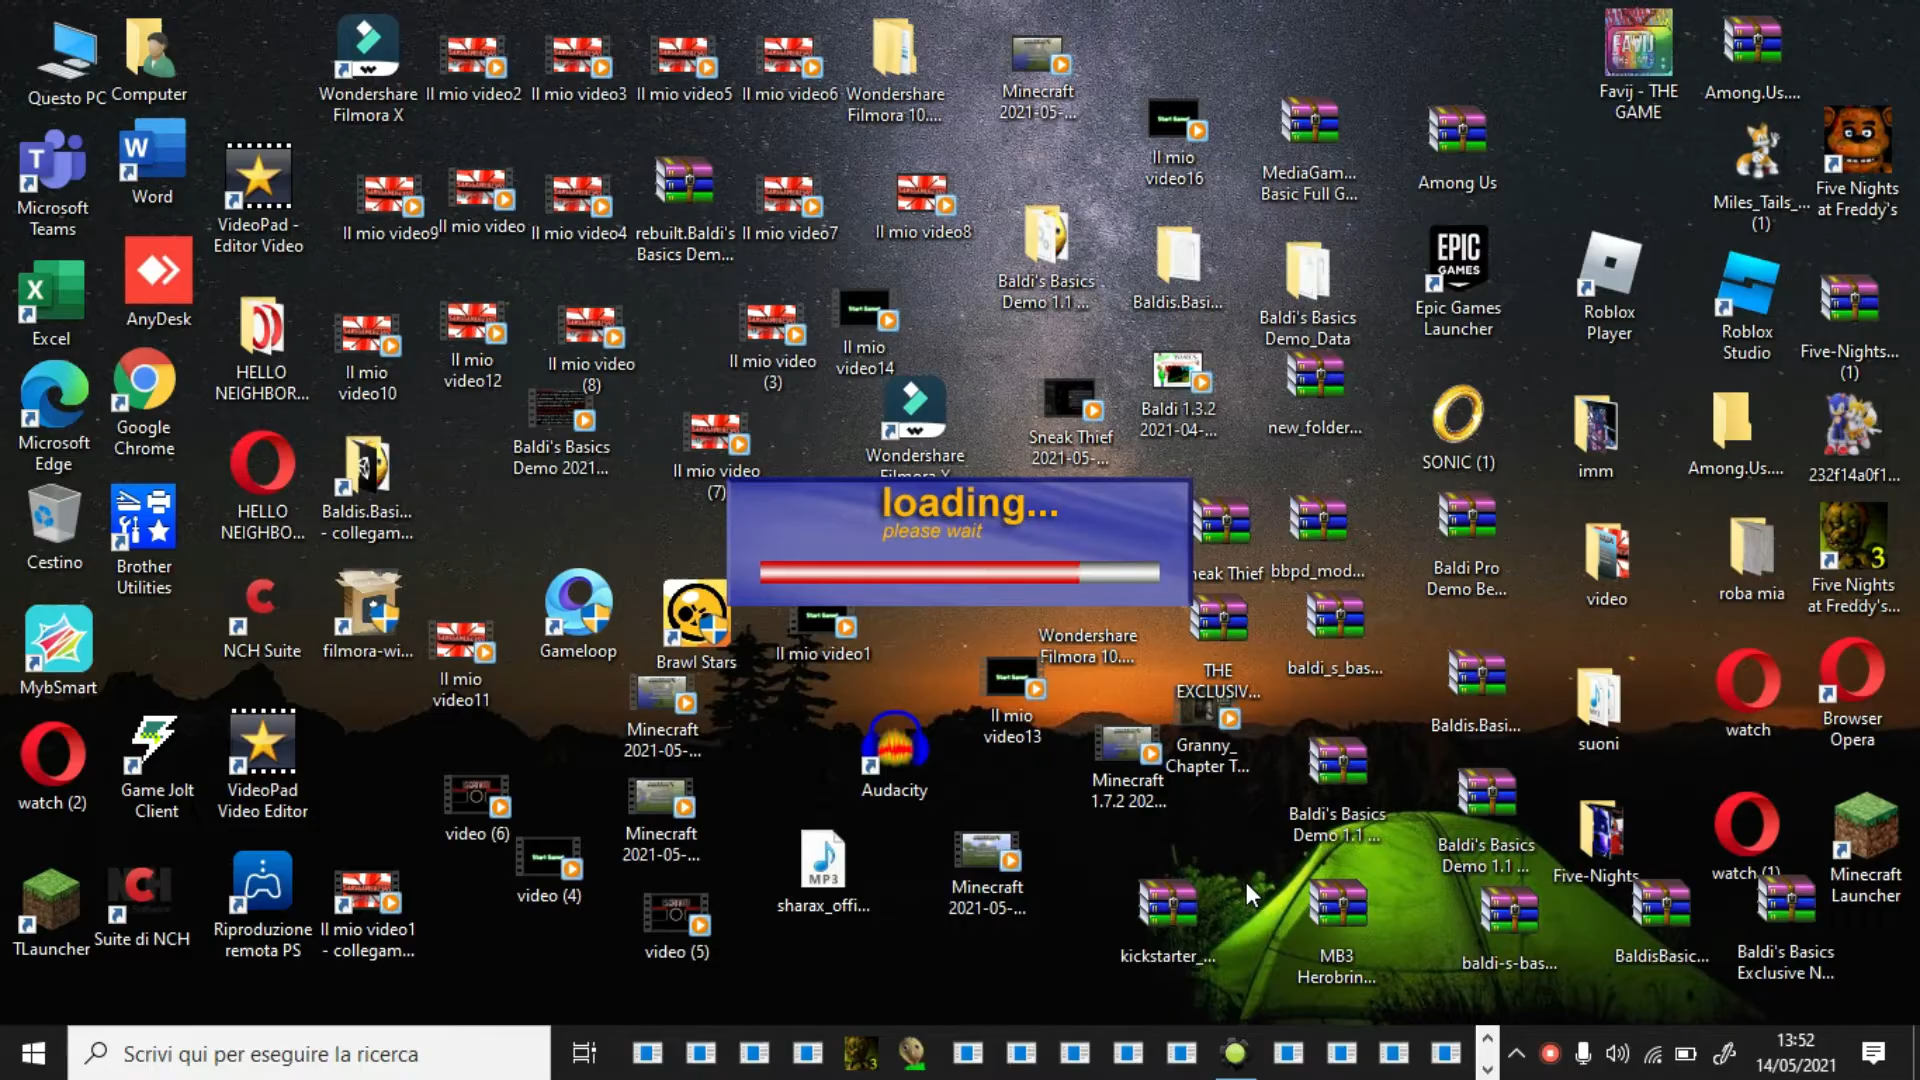 Questo PC
Computer
Wondershare
Filmora X
Il mio video2
Il mio video3
Il mio video5
Il mio video6
Wondershare
Filmora 10....
Minecraft
2021-05-...
Favij - THE
GAME
Among.Us....
Microsoft
Teams
Word
VideoPad -
Editor Video
Il mio video9
Il mio video
Il mio video4
rebuilt.Baldi's
Basics Dem...
Il mio video7
Il mio video8
Il mio
video16
MediaGam...
Basic Full G...
Among Us
Miles_Tails_...
(1)
Five Nights
at Freddy's
Excel
AnyDesk
HELLO
NEIGHBOR...
Il mio
video10
Il mio
video12
Il mio video
(8)
Il mio video
(3)
Il mio
video14
Baldi's Basics
Demo 1.1 ...
Baldis.Basi...
Baldi's Basics
Demo_Data
EPIC
GAMES
Epic Games
Launcher
Roblox
Player
Roblox
Studio
Five-Nights...
(1)
Microsoft
Edge
Google
Chrome
HELLO
NEIGHBO...
Baldis.Basi...
- collegam...
Baldi's Basics
Demo 2021...
Il mio video
(7)
Wondershare
Filmora X
Sneak Thief
2021-05-...
Baldi 1.3.2
2021-04-...
new_folder...
SONIC (1)
imm
Among.Us....
232f14a0f1...
loading...
please wait
Cestino
Brother
Utilities
NCH Suite
filmora-wi...
Il mio
video11
Gameloop
Brawl Stars
Il mio video1
Wondershare
Filmora 10....
neak Thief
bbpd_mod...
Baldi Pro
Demo Be...
video
roba mia
3
Five Nights
at Freddy's...
MybSmart
Minecraft
2021-05-...
Il mio
video13
THE
EXCLUSIV...
baldi_s_bas...
Baldis.Basi...
suoni
watch
Browser
Opera
watch (2)
Game Jolt
Client
VideoPad
Video Editor
video (6)
Minecraft
2021-05-...
Audacity
Minecraft
1.7.2 202...
Granny_
Chapter T...
Baldi's Basics
Demo 1.1 ...
Baldi's Basics
Demo 1.1 ...
Five-Nights
watch (1)
Minecraft
Launcher
TLauncher
NCH
Suite di NCH
Riproduzione
remota PS
Il mio video1
- collegam...
video (4)
video (5)
MP3
sharax_offi...
Minecraft
2021-05-...
kickstarter_...
MB3
Herobrin...
baldi-s-bas...
BaldisBasic...
Baldi's Basics
Exclusive N...
Scrivi qui per eseguire la ricerca
13:52
14/05/2021